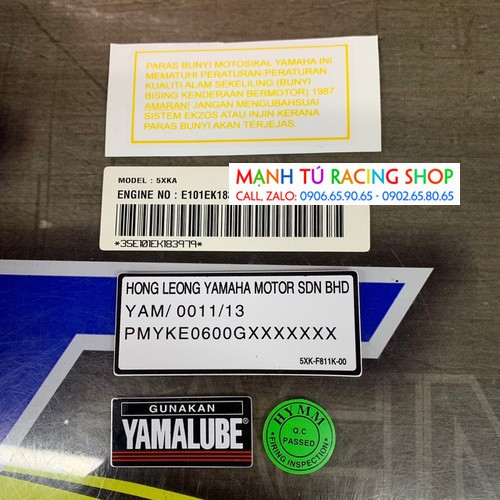 PARAS BUNYI MOTOSIKAL YAMAHA INI
MEMATUHI PERATURAN-PERATURAN
KUALITI ALAM SEKELILING (BUNYI
BISING KENDERAAN BERMOTOR) 1987
AMARAN! JANGAN MENGUBAHSUAI
SISTEM EKZOS ATAU INJIN KERANA
PARAS BUNYI AKAN TERJEJAS.
MẠNH TÚ RACING SHOP
CALL, ZALO: 0906.65.90.65 - 0902.65.80.65
MODEL : 5XKA
ENGINE NO : E101EK183
*35E101EK183979*
HONG LEONG YAMAHA MOTOR SDN BHD
YAM/ 0011/13
PMYKE0600GXXXXXXX
5XK-F811K-00
GUNAKAN
YAMALUBE®
HYMM
Q.C
PASSED
FIRING INSPECTION